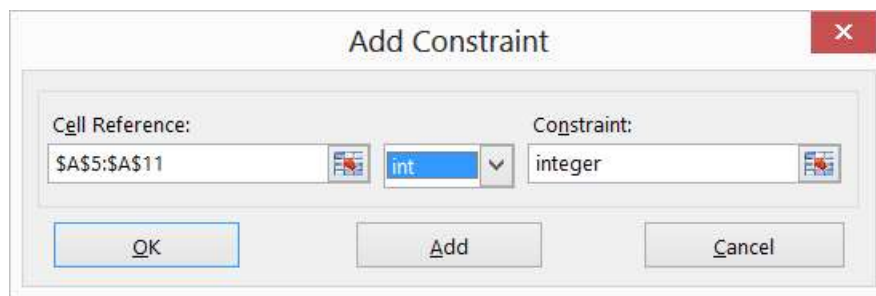 Add Constraint
Cell Reference:
Constraint:
$A$5:$A$11
int
integer
OK
Add
Cancel